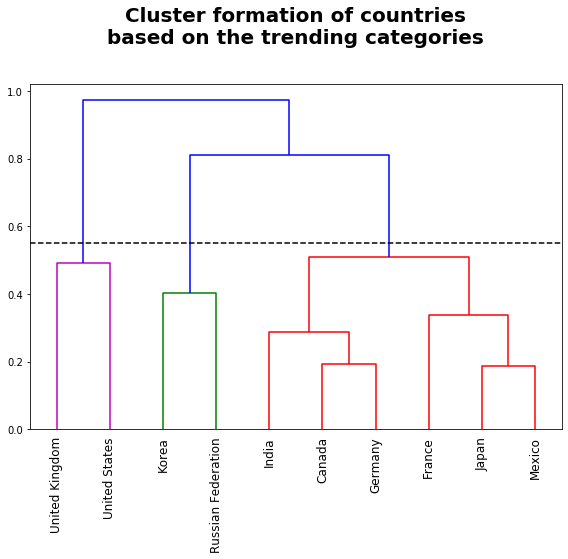 Cluster formation of countries
based on the trending categories
1.0
0.8
0.6
0.4
0.2
0.0
United Kingdom
United States
Korea
Russian Federation
India
Canada
Germany
France
Japan
Mexico